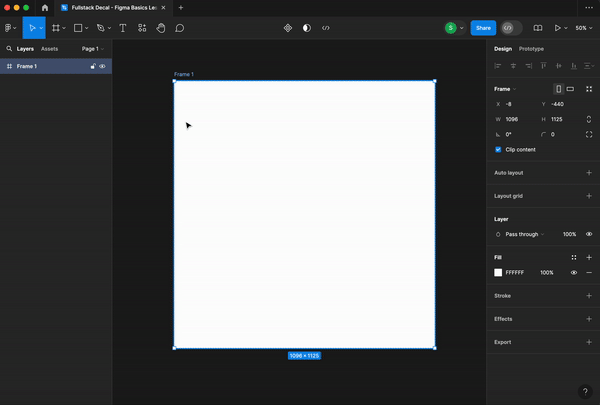 Fullstack Decal - Figma Basics Les
S
Share
50%
Layers
Assets
Page 1
Design
Prototype
Frame 1
Frame 1
Frame
X
-8
Y
-440
W
1096
H
1125
0°
0
Clip content
Auto layout
Layout grid
Layer
Pass through
100%
Fill
FFFFFF
100%
Stroke
Effects
Export
1096 × 1125
?